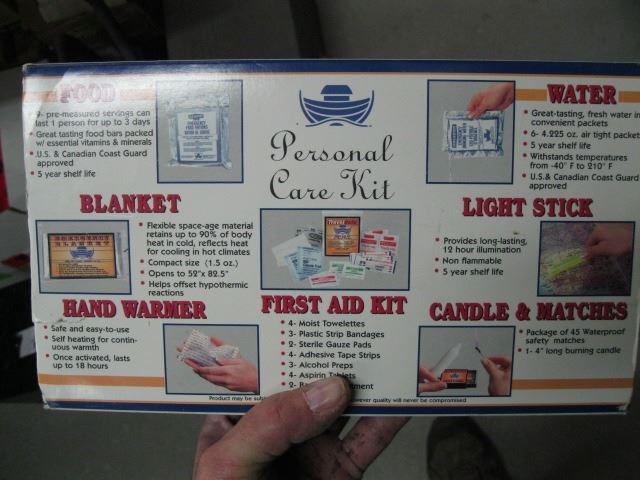 FOOD
9- pre-measured servings can
last 1 person for up to 3 days
Great tasting food bars packed
w/ essential vitamins & minerals
U.S. & Canadian Coast Guard
approved
5 year shelf life
Personal
Care Kit
WATER
Great-tasting, fresh water in
convenient packets
6- 4.225 oz. air tight packets
5 year shelf life
Withstands temperatures
from -40° F to 210° F
U.S.& Canadian Coast Guard
approved
BLANKET
Flexible space-age material
retains up to 90% of body
heat in cold, reflects heat
for cooling in hot climates
Compact size (1.5 oz.)
Opens to 52"x 82.5"
Helps offset hypothermic
reactions
LIGHT STICK
Provides long-lasting,
12 hour illumination
Non flammable
5 year shelf life
HAND WARMER
Safe and easy-to-use
Self heating for contin-
uous warmth
Once activated, lasts
up to 18 hours
FIRST AID KIT
4- Moist Towelettes
3- Plastic Strip Bandages
2- Sterile Gauze Pads
4- Adhesive Tape Strips
3- Alcohol Preps
4- Aspirin Tablets
2-
CANDLE & MATCHES
Package of 45 Waterproof
safety matches
1- 4" long burning candle
Product may be however quality will never be compromised